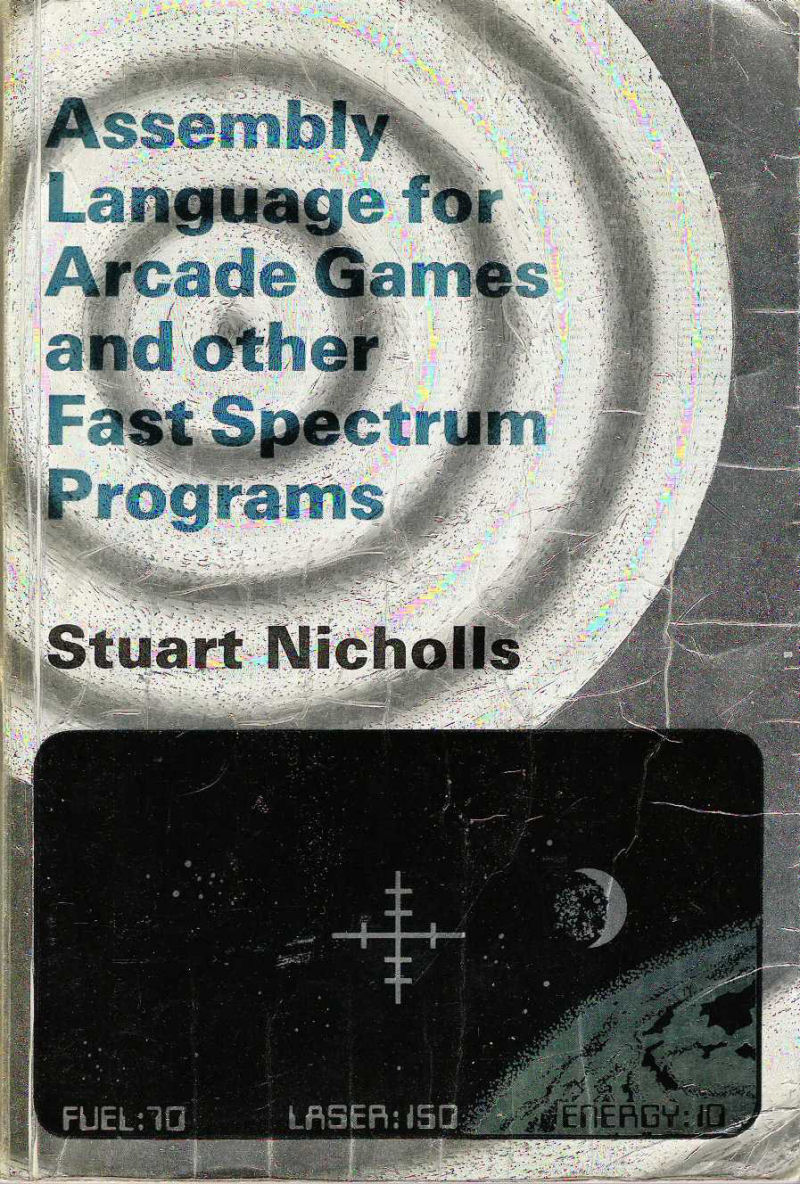 Assembly
Language for
Arcade Games
and other
Fast Spectrum
Programs
Stuart Nicholls
FUEL:70 LASER:150 ENERGY:10